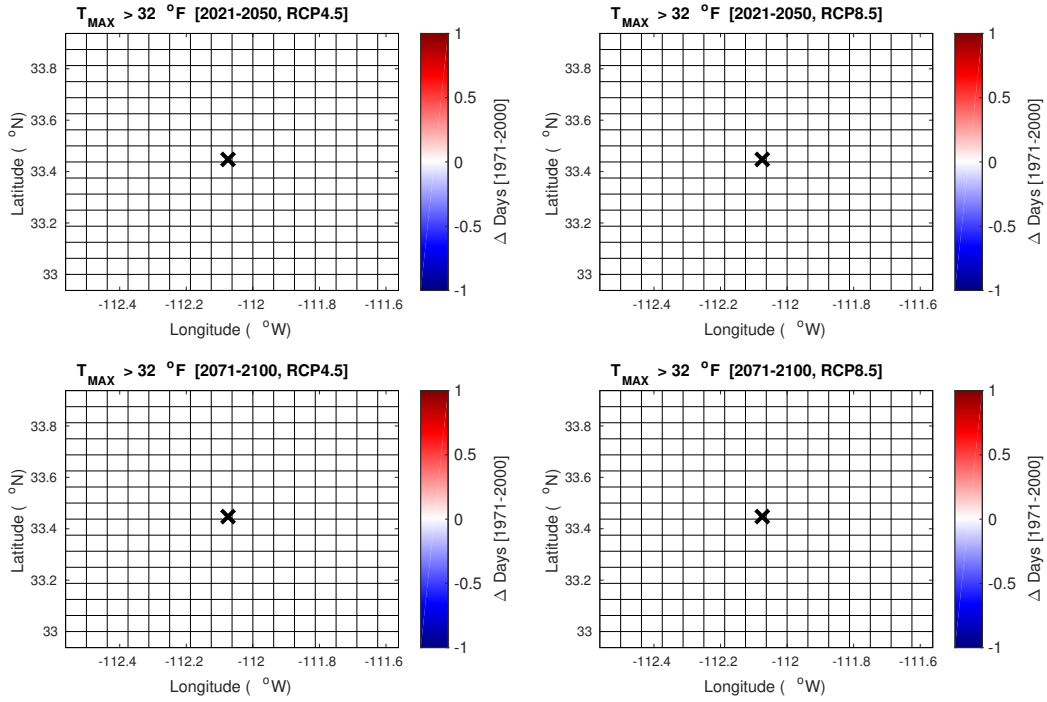 T_MAX > 32 °F [2021-2050, RCP4.5]
33.8
33.6
33.4
33.2
33
Latitude ( °N)
-112.4 -112.2 -112 -111.8 -111.6
Longitude ( °W)
1
0.5
0
-0.5
-1
Δ Days [1971-2000]
T_MAX > 32 °F [2021-2050, RCP8.5]
33.8
33.6
33.4
33.2
33
Latitude ( °N)
-112.4 -112.2 -112 -111.8 -111.6
Longitude ( °W)
1
0.5
0
-0.5
-1
Δ Days [1971-2000]
T_MAX > 32 °F [2071-2100, RCP4.5]
33.8
33.6
33.4
33.2
33
Latitude ( °N)
-112.4 -112.2 -112 -111.8 -111.6
Longitude ( °W)
1
0.5
0
-0.5
-1
Δ Days [1971-2000]
T_MAX > 32 °F [2071-2100, RCP8.5]
33.8
33.6
33.4
33.2
33
Latitude ( °N)
-112.4 -112.2 -112 -111.8 -111.6
Longitude ( °W)
1
0.5
0
-0.5
-1
Δ Days [1971-2000]